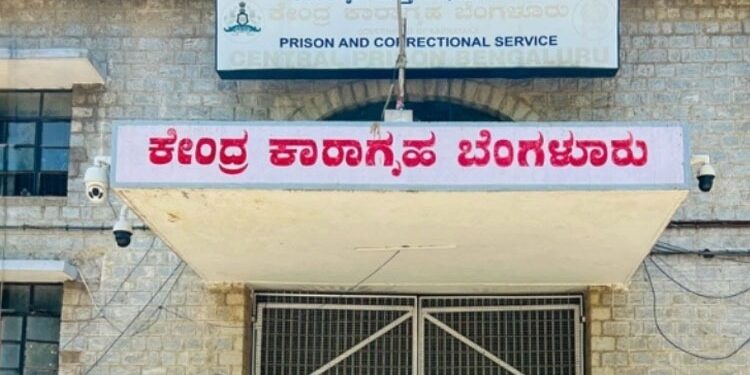 ಕೇಂದ್ರ ಕಾರಾಗೃಹ ಬೆಂಗಳೂರು
PRISON AND CORRECTIONAL SERVICE
CENTRAL PRISON BENGALURU
ಕೇಂದ್ರ ಕಾರಾಗೃಹ ಬೆಂಗಳೂರು